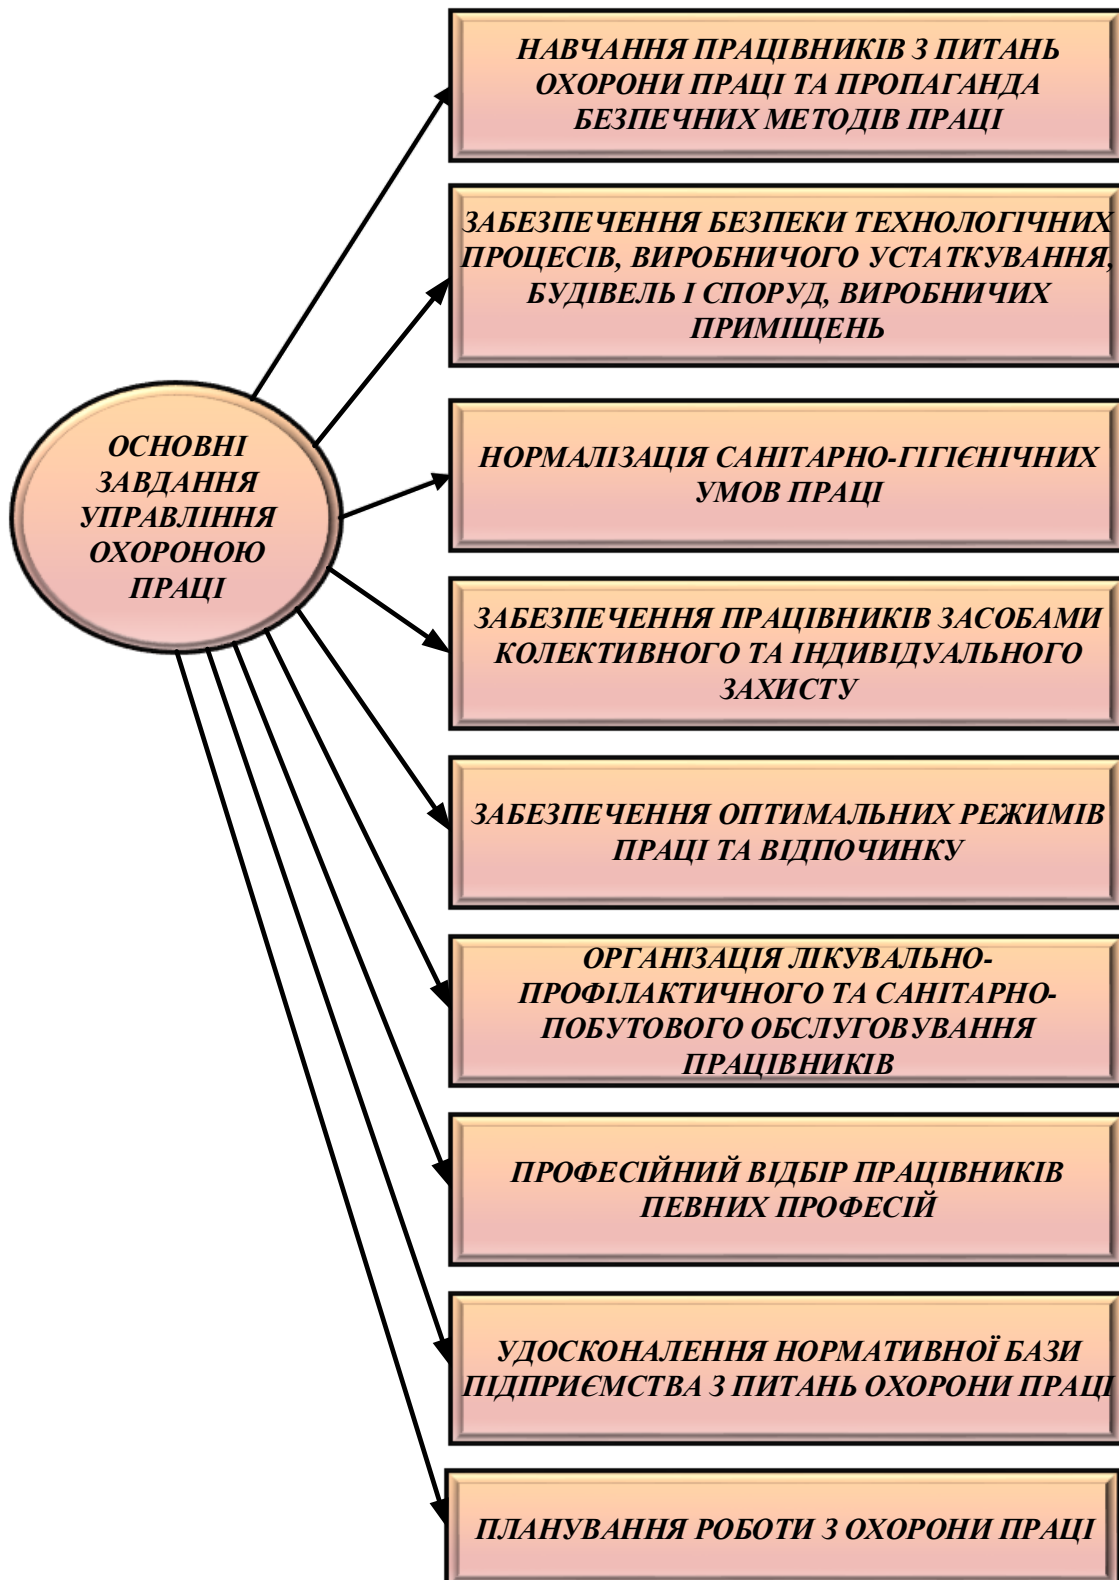 НАВЧАННЯ ПРАЦІВНИКІВ З ПИТАНЬ
ОХОРОНИ ПРАЦІ ТА ПРОПАГАНДА
БЕЗПЕЧНИХ МЕТОДІВ ПРАЦІ
ЗАБЕЗПЕЧЕННЯ БЕЗПЕКИ ТЕХНОЛОГІЧНИХ
ПРОЦЕСІВ, ВИРОБНИЧОГО УСТАТКУВАННЯ,
БУДІВЕЛЬ І СПОРУД, ВИРОБНИЧИХ
ПРИМІЩЕНЬ
ОСНОВНІ
ЗАВДАННЯ
УПРАВЛІННЯ
ОХОРОНОЮ
ПРАЦІ
НОРМАЛІЗАЦІЯ САНІТАРНО-ГІГІЄНІЧНИХ
УМОВ ПРАЦІ
ЗАБЕЗПЕЧЕННЯ ПРАЦІВНИКІВ ЗАСОБАМИ
КОЛЕКТИВНОГО ТА ІНДИВІДУАЛЬНОГО
ЗАХИСТУ
ЗАБЕЗПЕЧЕННЯ ОПТИМАЛЬНИХ РЕЖИМІВ
ПРАЦІ ТА ВІДПОЧИНКУ
ОРГАНІЗАЦІЯ ЛІКУВАЛЬНО-
ПРОФІЛАКТИЧНОГО ТА САНІТАРНО-
ПОБУТОВОГО ОБСЛУГОВУВАННЯ
ПРАЦІВНИКІВ
ПРОФЕСІЙНИЙ ВІДБІР ПРАЦІВНИКІВ
ПЕВНИХ ПРОФЕСІЙ
УДОСКОНАЛЕННЯ НОРМАТИВНОЇ БАЗИ
ПІДПРИЄМСТВА З ПИТАНЬ ОХОРОНИ ПРАЦІ
ПЛАНУВАННЯ РОБОТИ З ОХОРОНИ ПРАЦІ